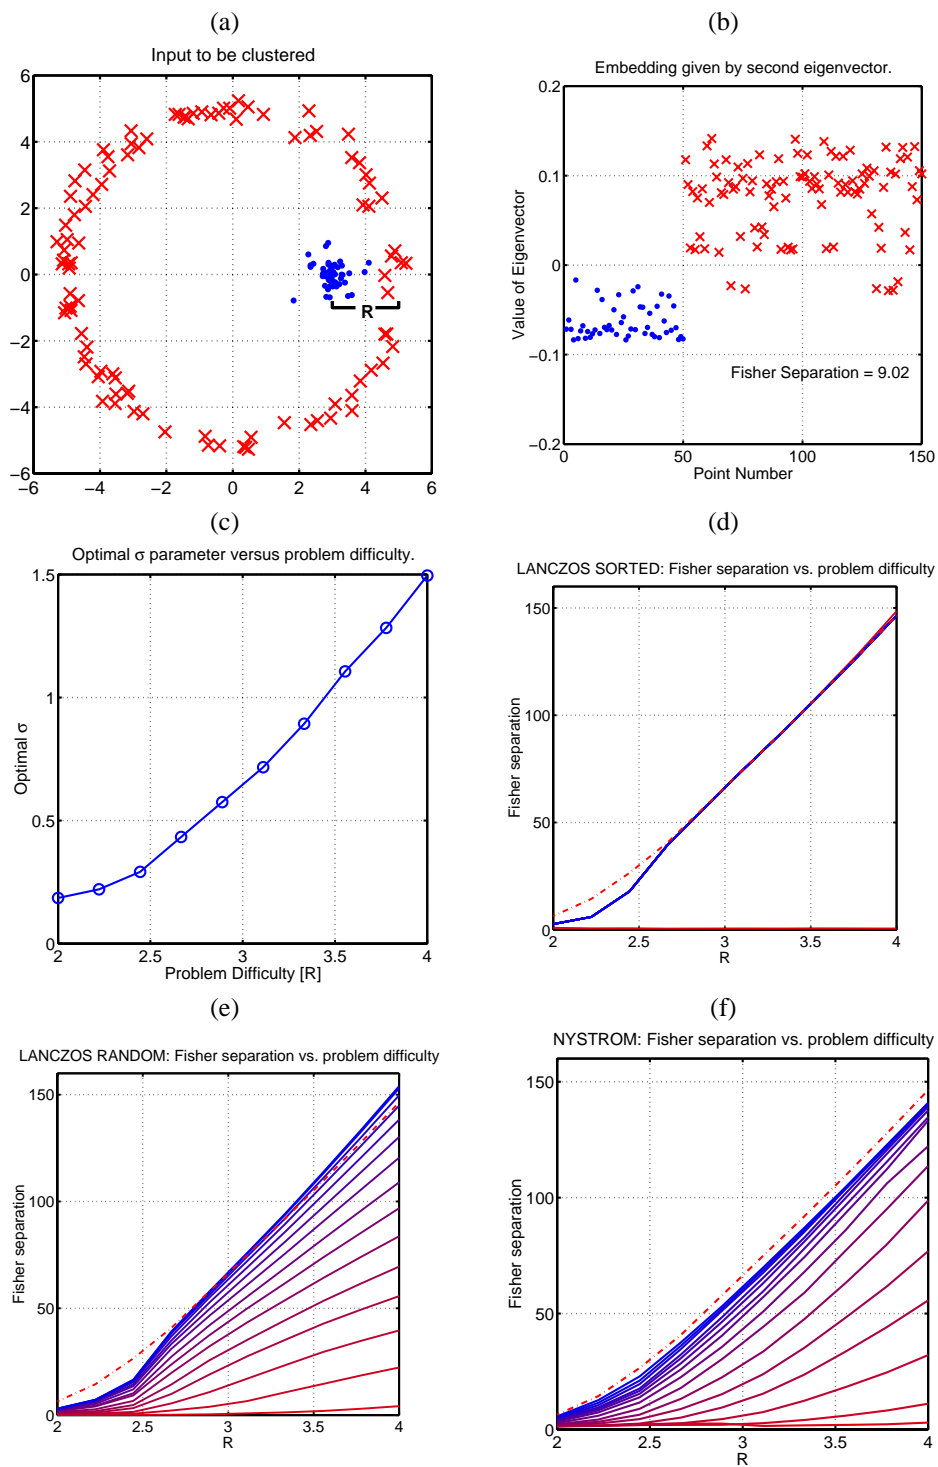 (a)
Input to be clustered
6
4
2
0
−2
−4
−6
−6 −4 −2 0 2 4 6
R
(b)
Embedding given by second eigenvector.
Value of Eigenvector
0.2
0.1
0
−0.1
−0.2
Fisher Separation = 9.02
0 50 100 150
Point Number
(c)
Optimal σ parameter versus problem difficulty.
Optimal σ
1.5
1
0.5
0
2 2.5 3 3.5 4
Problem Difficulty [R]
(d)
LANCZOS SORTED: Fisher separation vs. problem difficulty
Fisher separation
150
100
50
0
2 2.5 3 3.5 4
R
(e)
LANCZOS RANDOM: Fisher separation vs. problem difficulty
Fisher separation
150
100
50
0
2 2.5 3 3.5 4
R
(f)
NYSTROM: Fisher separation vs. problem difficulty
Fisher separation
150
100
50
0
2 2.5 3 3.5 4
R